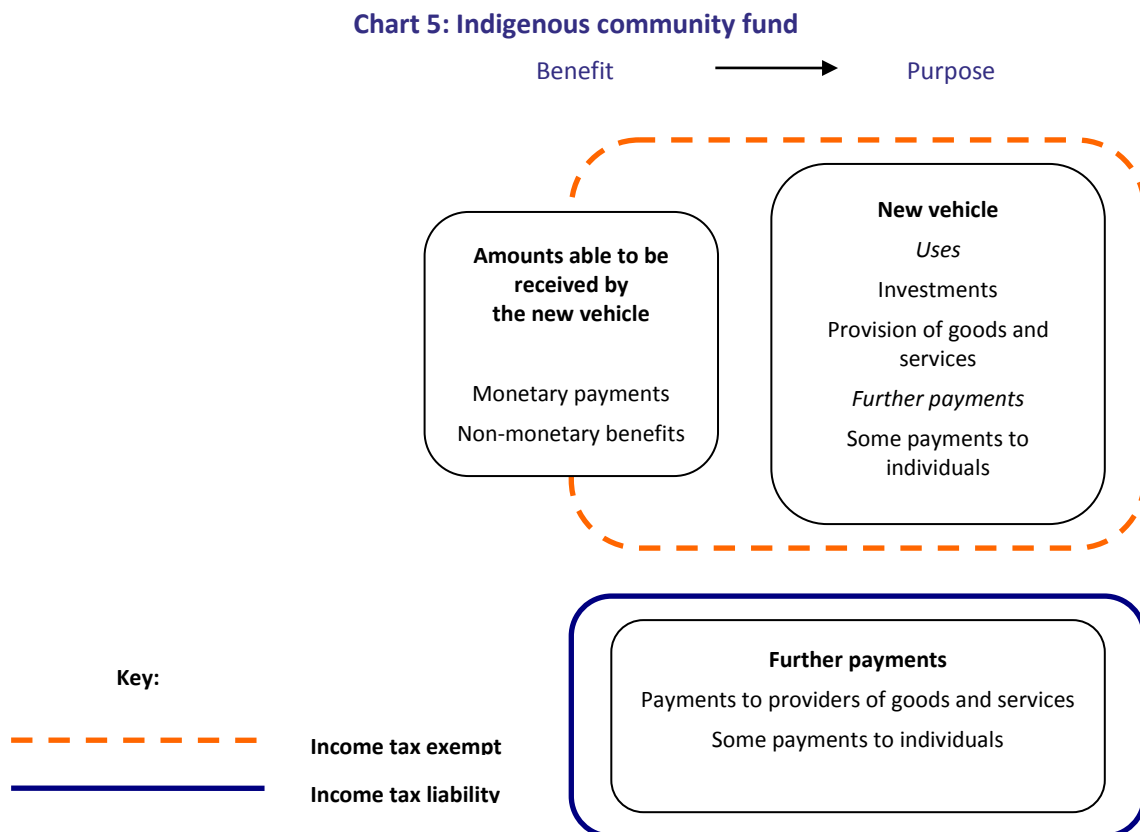 Chart 5: Indigenous community fund
Benefit
Purpose
Amounts able to be
received by
the new vehicle
Monetary payments
Non-monetary benefits
New vehicle
Uses
Investments
Provision of goods and
services
Further payments
Some payments to
individuals
Further payments
Payments to providers of goods and services
Some payments to individuals
Key:
Income tax exempt
Income tax liability